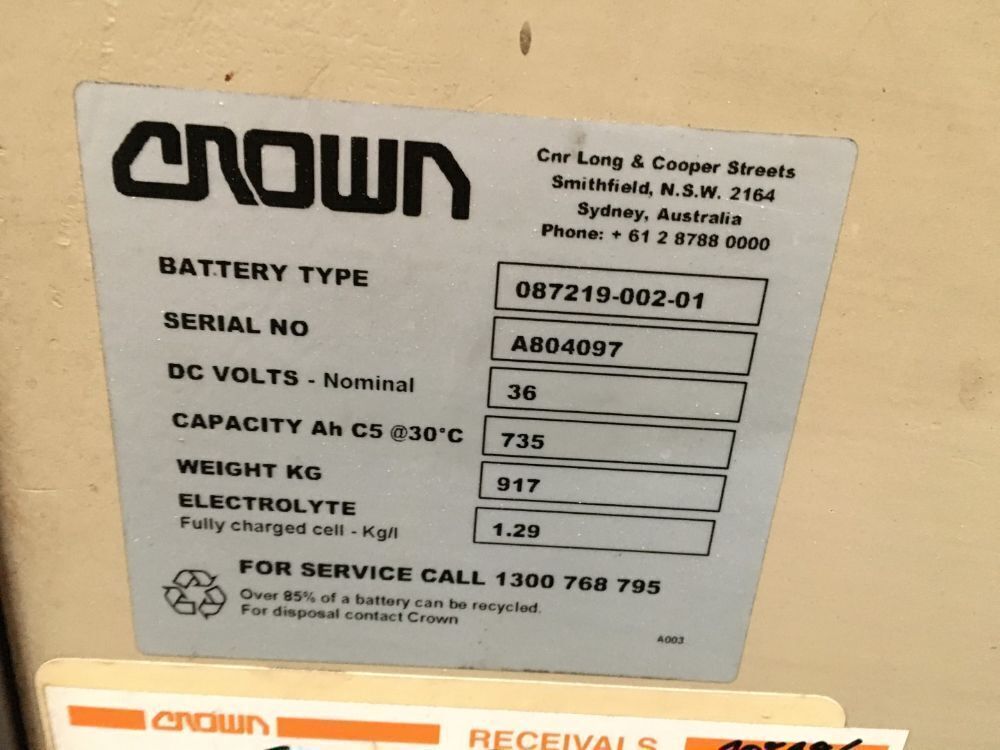 CROWN
Cnr Long & Cooper Streets
Smithfield, N.S.W. 2164
Sydney, Australia
Phone: + 61 2 8788 0000
BATTERY TYPE 087219-002-01
SERIAL NO A804097
DC VOLTS - Nominal 36
CAPACITY Ah C5 @30°C 735
WEIGHT KG 917
ELECTROLYTE 1.29
Fully charged cell - Kg/l
FOR SERVICE CALL 1300 768 795
Over 85% of a battery can be recycled.
For disposal contact Crown
A003
CROWN
RECEIVALS